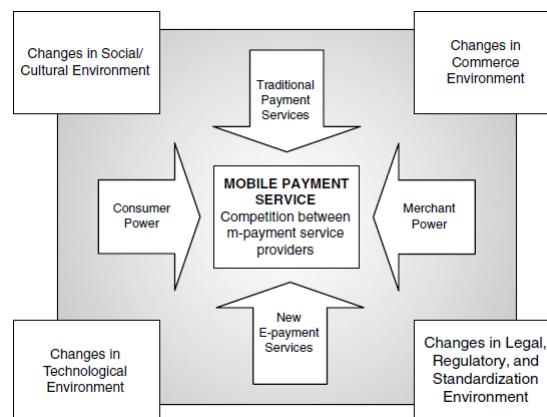 Changes in Social/
Cultural Environment
Changes in
Commerce
Environment
Traditional
Payment
Services
Consumer
Power
MOBILE PAYMENT
SERVICE
Competition between
m-payment service
providers
Merchant
Power
New
E-payment
Services
Changes in
Technological
Environment
Changes in Legal,
Regulatory, and
Standardization
Environment